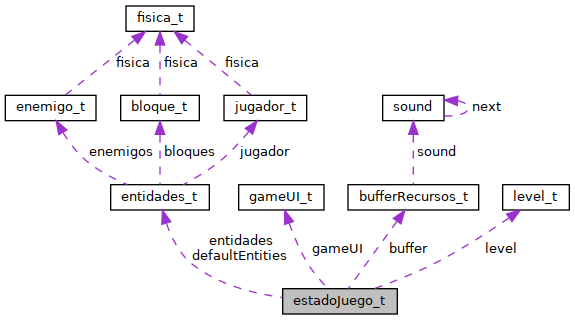 fisica_t
fisica
fisica
fisica
enemigo_t
bloque_t
jugador_t
sound
next
enemigos
bloques
jugador
sound
entidades_t
gameUI_t
bufferRecursos_t
level_t
entidades
defaultEntities
gameUI
buffer
level
estadoJuego_t